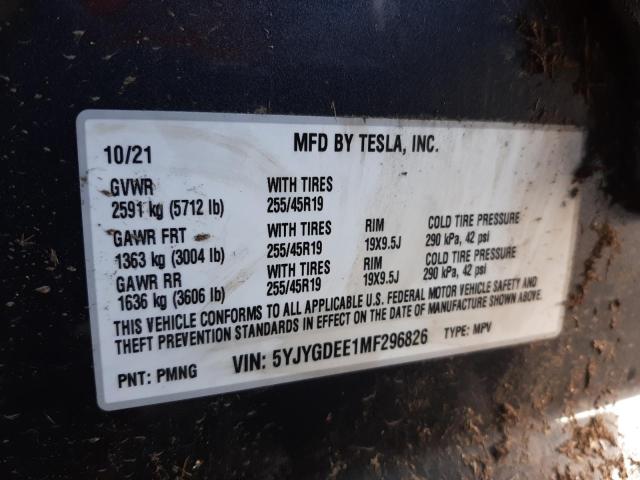 MFD BY TESLA, INC.
10/21
GVWR WITH TIRES
2591 kg (5712 lb) 255/45R19
GAWR FRT WITH TIRES RIM COLD TIRE PRESSURE
1363 kg (3004 lb) 255/45R19 19X9.5J 290 kPa, 42 psi
GAWR RR WITH TIRES RIM COLD TIRE PRESSURE
1636 kg (3606 lb) 255/45R19 19X9.5J 290 kPa, 42 psi
THIS VEHICLE CONFORMS TO ALL APPLICABLE U.S. FEDERAL MOTOR VEHICLE SAFETY AND
THEFT PREVENTION STANDARDS IN EFFECT ON THE DATE OF MANUFACTURE SHOWN ABOVE.
PNT: PMNG VIN: 5YJYGDEE1MF296826 TYPE: MPV